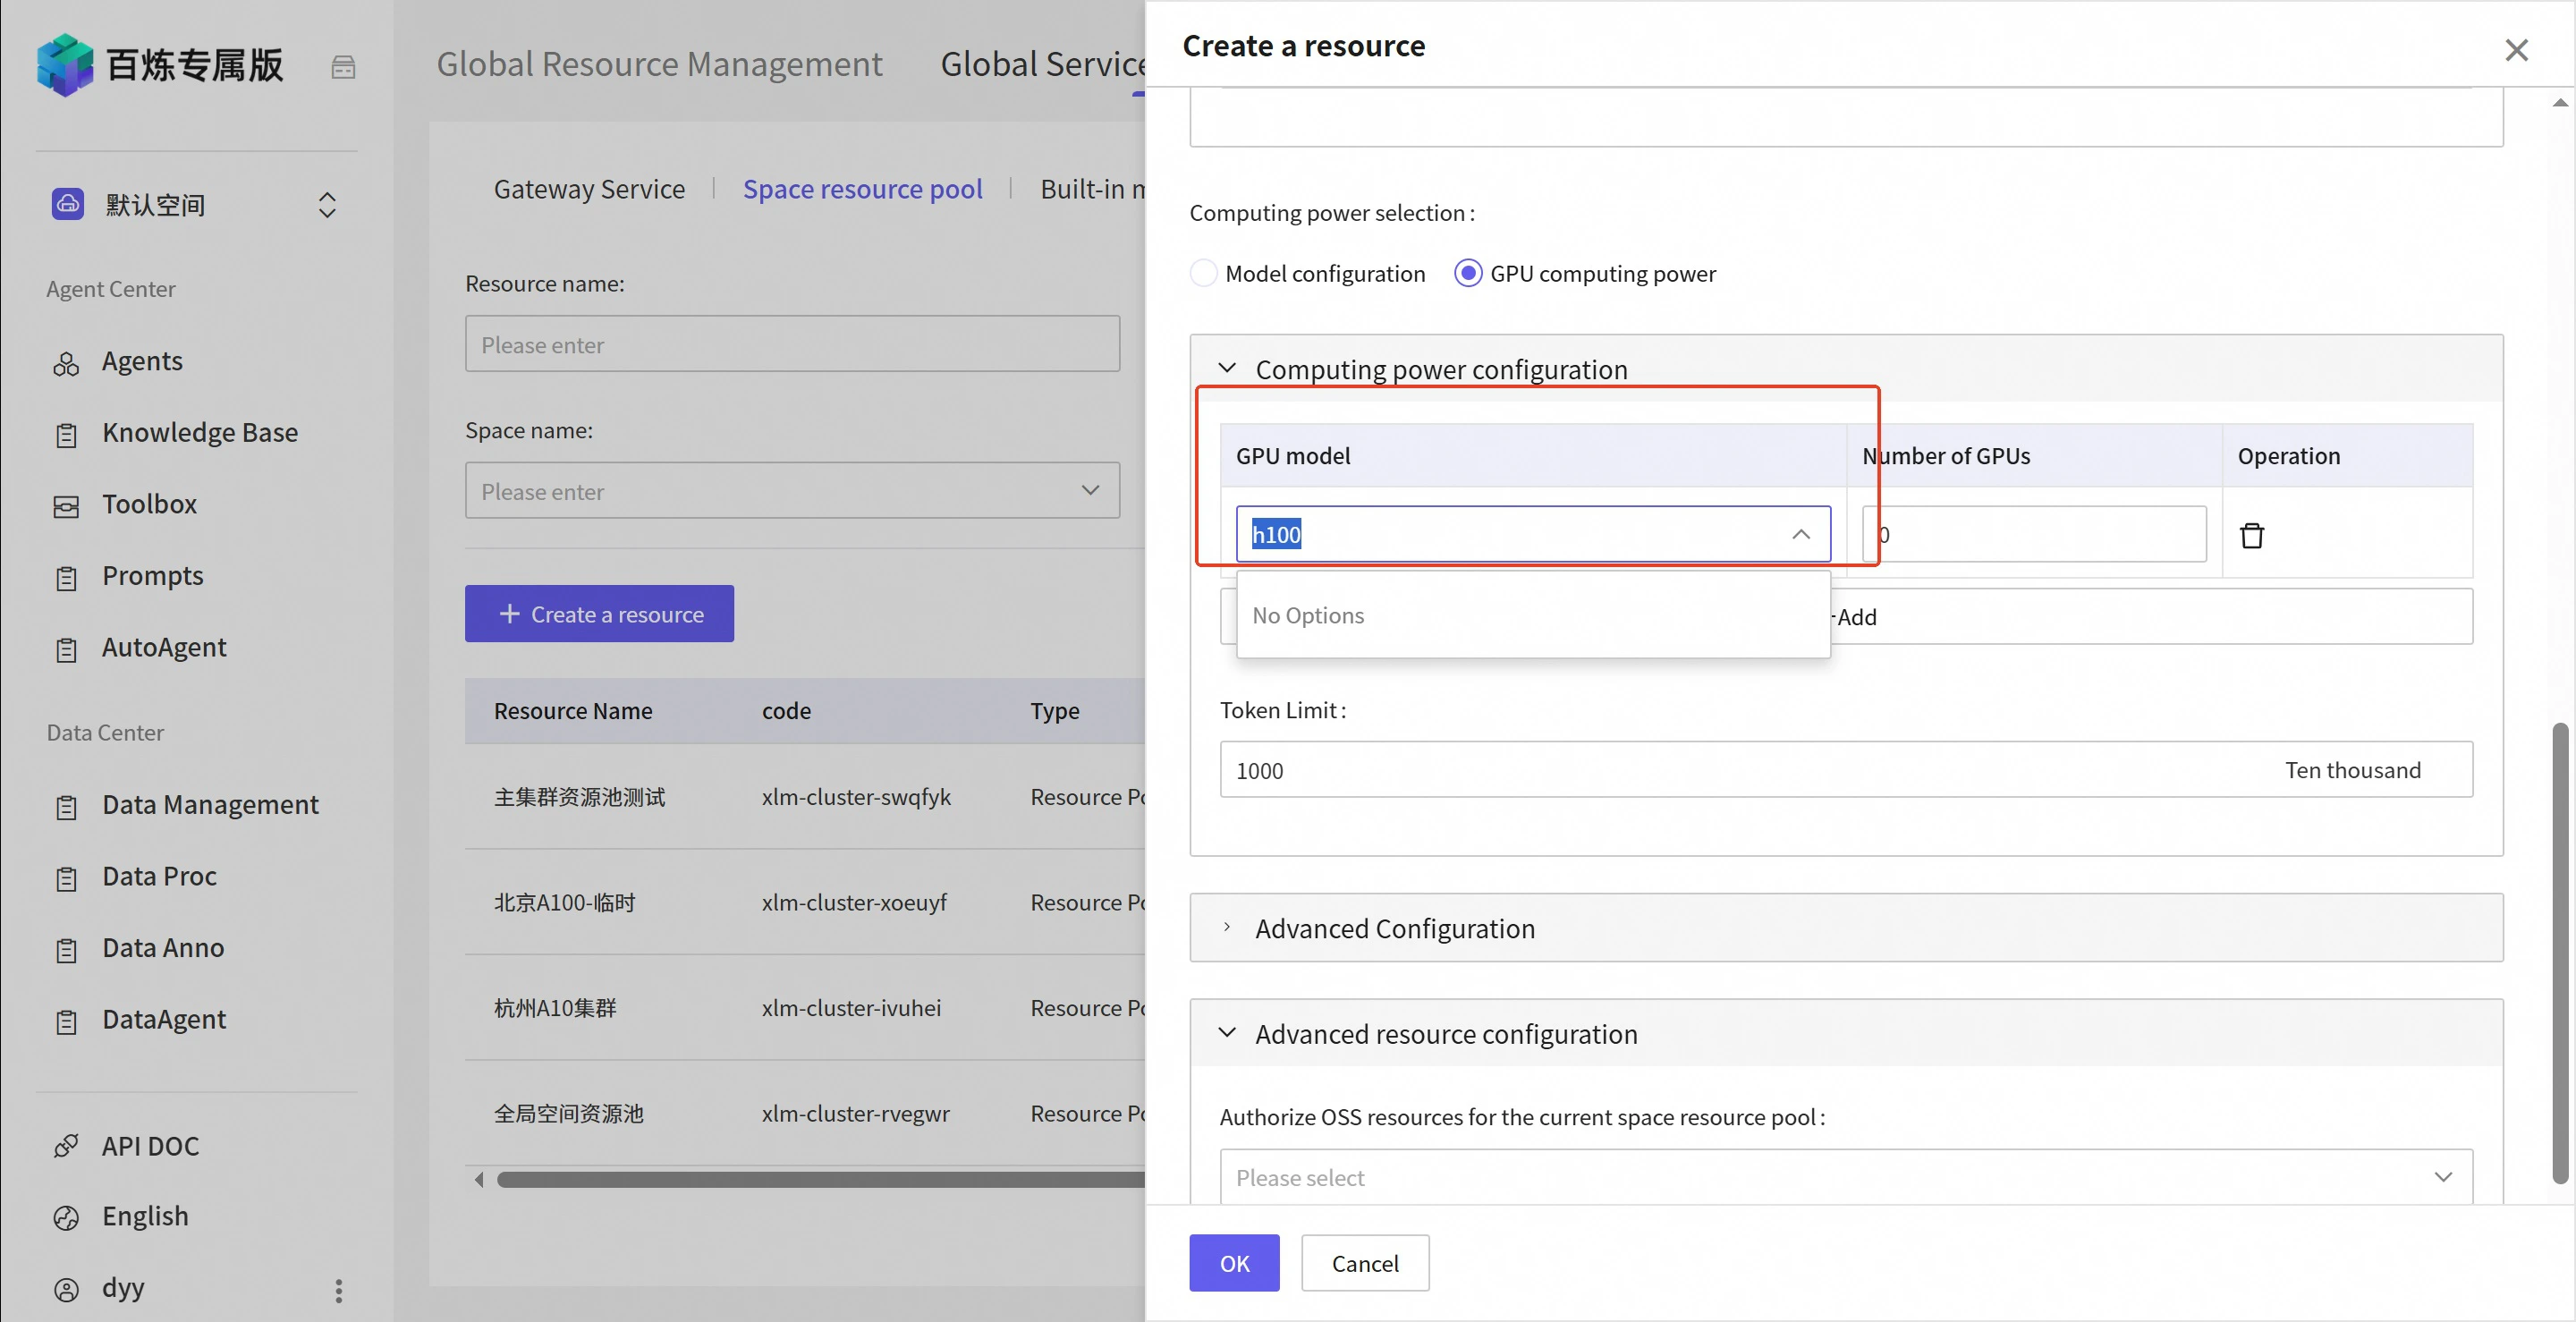 百炼专属版
默认空间
Agent Center
Agents
Knowledge Base
Toolbox
Prompts
AutoAgent
Data Center
Data Management
Data Proc
Data Anno
DataAgent
API DOC
English
dyy
Global Resource Management
Global Service
Gateway Service
Space resource pool
Built-in
Resource name:
Please enter
Space name:
Please enter
Create a resource
Resource Name code Type
主集群资源池测试 xlm-cluster-swqfyk Resource
北京A100-临时 xlm-cluster-xoeuyf Resource
杭州A10集群 xlm-cluster-ivuhei Resource
全局空间资源池 xlm-cluster-rvegwr Resource
Create a resource
Computing power selection :
Model configuration GPU computing power
Computing power configuration
GPU model Number of GPUs Operation
h100 0
No Options
Add
Token Limit :
1000 Ten thousand
Advanced Configuration
Advanced resource configuration
Authorize OSS resources for the current space resource pool :
Please select
OK Cancel